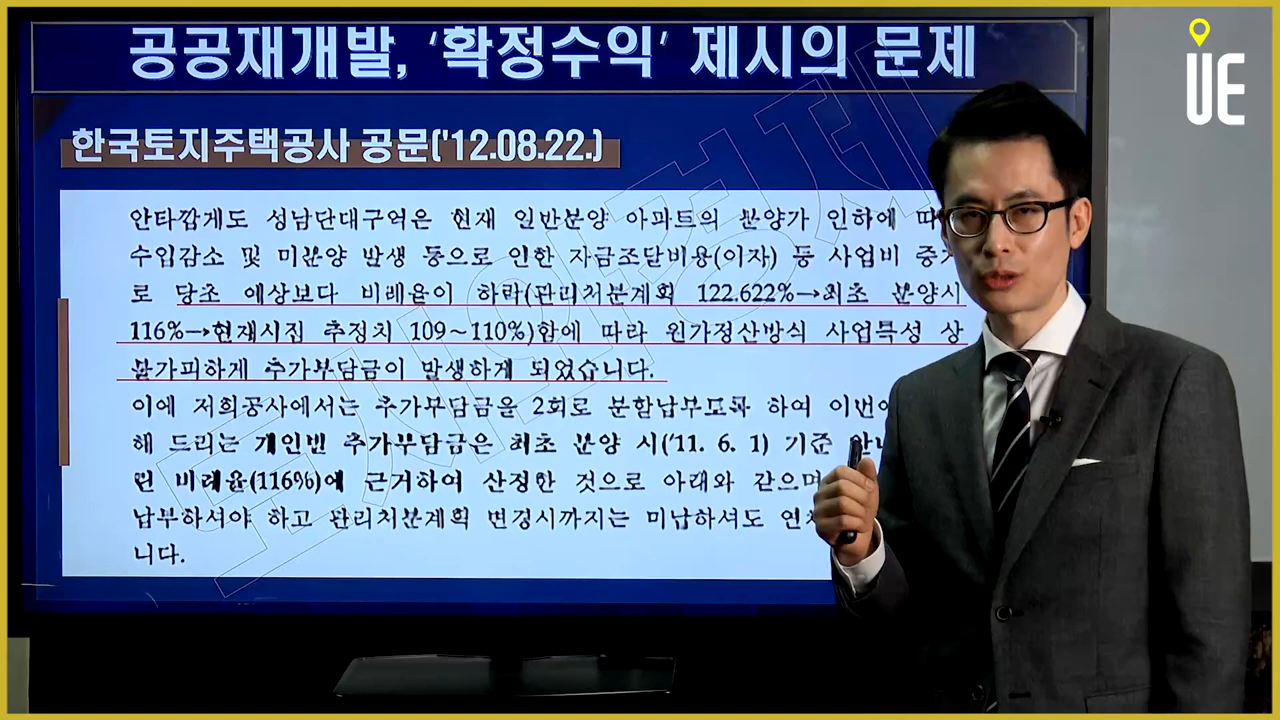 공공재개발, '확정수익' 제시의 문제
UE
한국토지주택공사 공문('12.08.22.)
안타깝게도 성남단대구역은 현재 일반분양 아파트의 분양가 인하에 따
수입감소 및 미분양 발생 등으로 인한 자금조달비용(이자) 등 사업비 증가
로 당초 예상보다 비례율이 하락(관리처분계획 122.622%→최초 분양시
116%→현재시점 추정치 109~110%)함에 따라 원가정산방식 사업특성 상
불가피하게 추가부담금이 발생하게 되었습니다.
이에 저희공사에서는 추가부담금을 2회로 분할납부토록 하여 이번에
해 드리는 개인별 추가부담금은 최초 분양 시('11. 6. 1) 기준 안내
린 비례율(116%)에 근거하여 산정한 것으로 아래와 같으며
납부하셔야 하고 관리처분계획 변경시까지는 미납하셔도 연체
니다.
도시와경제